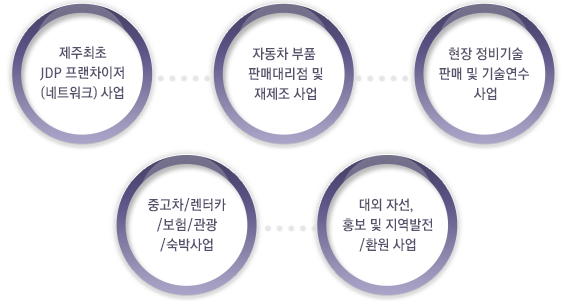 제주최초
JDP 프랜차이저
(네트워크) 사업
자동차 부품
판매대리점 및
재제조 사업
현장 정비기술
판매 및 기술연수
사업
중고차/렌터카
/보험/관광
/숙박사업
대외 자선,
홍보 및 지역발전
/환원 사업